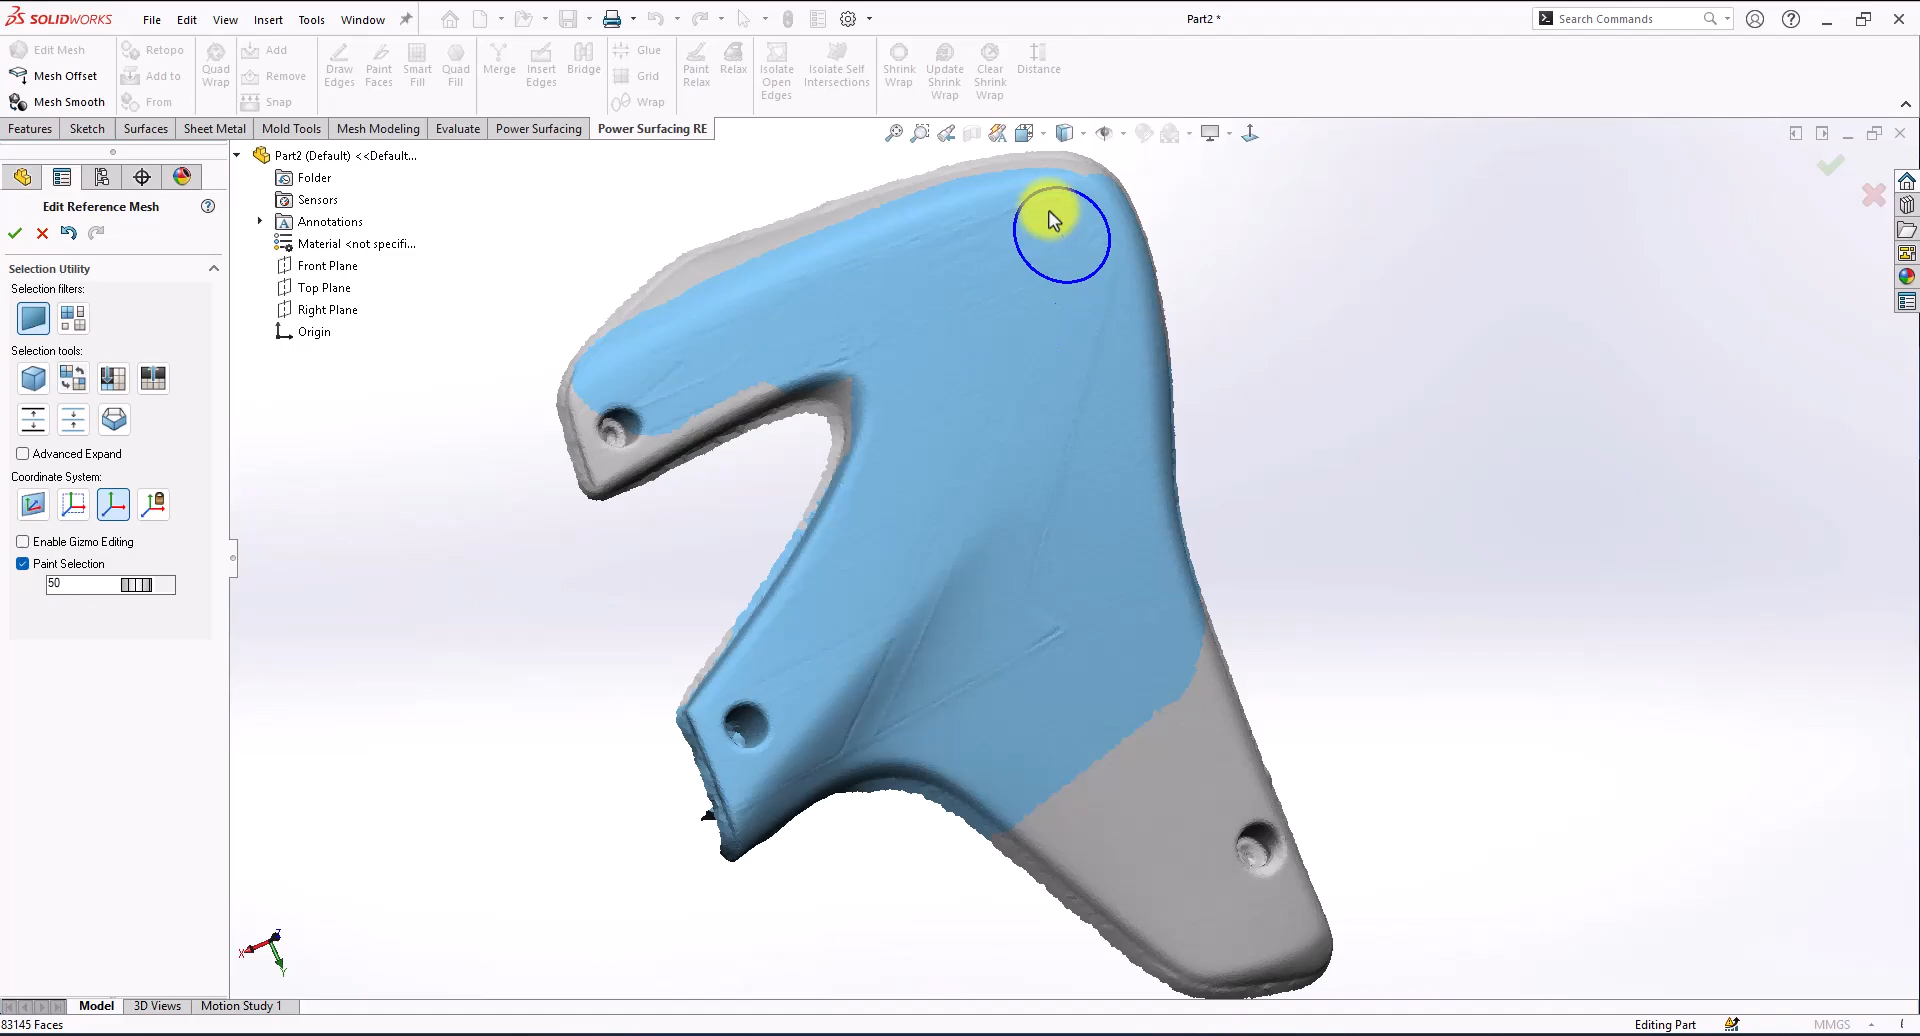 SOLIDWORKS
File Edit View Insert Tools Window
Part2 *
Search Commands
Edit Mesh
Mesh Offset
Mesh Smooth
Retopo
Add to
From
Quad Wrap
Add
Remove
Snap
Draw Edges
Paint Faces
Smart Fill
Quad Fill
Merge
Insert Edges
Bridge
Glue
Grid
Wrap
Paint Relax
Relax
Isolate Open Edges
Isolate Self Intersections
Shrink Wrap
Update Shrink Wrap
Clear Shrink Wrap
Distance
Features Sketch Surfaces Sheet Metal Mold Tools Mesh Modeling Evaluate Power Surfacing Power Surfacing RE
Edit Reference Mesh
Selection Utility
Selection filters:
Selection tools:
Advanced Expand
Coordinate System:
Enable Gizmo Editing
Paint Selection
50
Part2 (Default) <<Default...
Folder
Sensors
Annotations
Material <not specifi...
Front Plane
Top Plane
Right Plane
Origin
X
Y
Z
Model 3D Views Motion Study 1
83145 Faces
Editing Part
MMGS